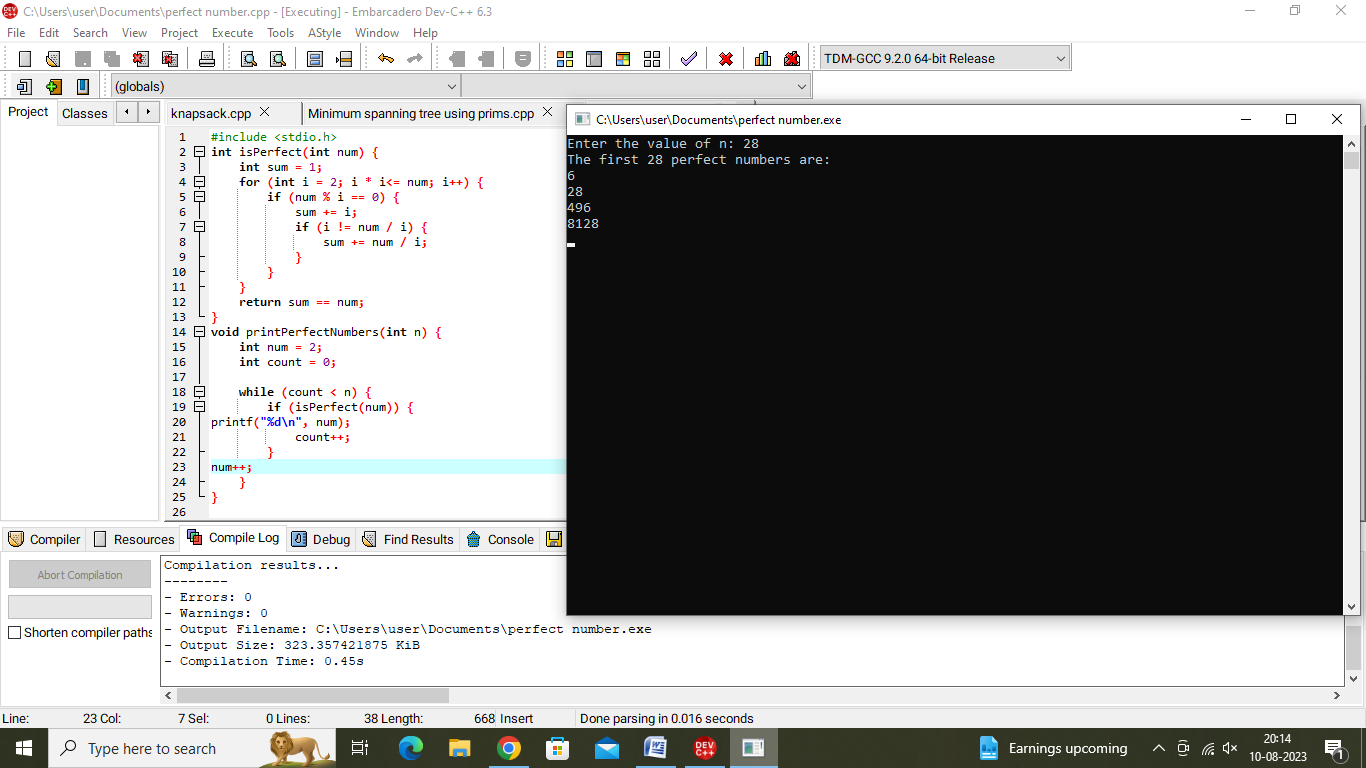 C:\Users\user\Documents\perfect number.cpp - [Executing] - Embarcadero Dev-C++ 6.3
File Edit Search View Project Execute Tools AStyle Window Help
TDM-GCC 9.2.0 64-bit Release
(globals)
Project Classes
knapsack.cpp Minimum spanning tree using prims.cpp
1 #include <stdio.h>
2 int isPerfect(int num) {
3 int sum = 1;
4 for (int i = 2; i * i<= num; i++) {
5 if (num % i == 0) {
6 sum += i;
7 if (i != num / i) {
8 sum += num / i;
9 }
10 }
11 }
12 return sum == num;
13 }
14 void printPerfectNumbers(int n) {
15 int num = 2;
16 int count = 0;
17
18 while (count < n) {
19 if (isPerfect(num)) {
20 printf("%d\n", num);
21 count++;
22 }
23 num++;
24 }
25 }
26
C:\Users\user\Documents\perfect number.exe
Enter the value of n: 28
The first 28 perfect numbers are:
6
28
496
8128
Compiler Resources Compile Log Debug Find Results Console
Abort Compilation
Shorten compiler paths
Compilation results...
--------
- Errors: 0
- Warnings: 0
- Output Filename: C:\Users\user\Documents\perfect number.exe
- Output Size: 323.357421875 KiB
- Compilation Time: 0.45s
Line: 23 Col: 7 Sel: 0 Lines: 38 Length: 668 Insert Done parsing in 0.016 seconds
Type here to search
DEV C++
Earnings upcoming
20:14
10-08-2023
1